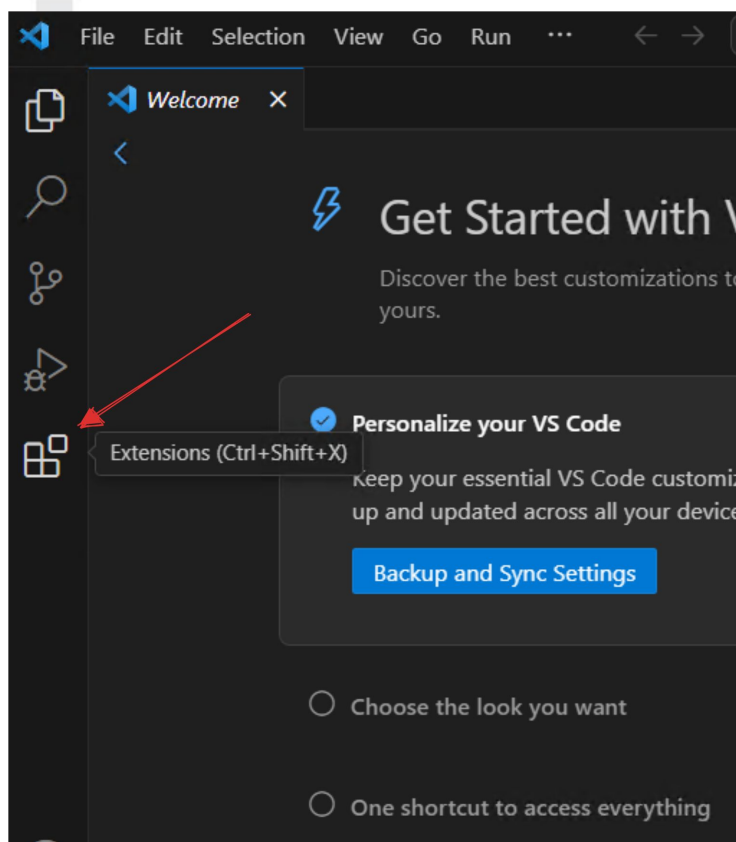 File Edit Selection View Go Run ···
Welcome
Get Started with
Discover the best customizations
yours.
Personalize your VS Code
Extensions (Ctrl+Shift+X)
Keep your essential VS Code
up and updated across all your
Backup and Sync Settings
Choose the look you want
One shortcut to access everything